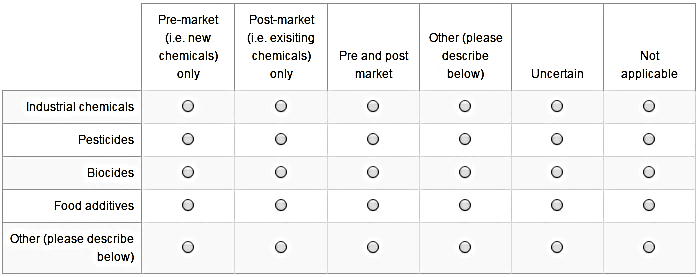 Pre-market
(i.e. new
chemicals)
only
Post-market
(i.e. exisiting
chemicals)
only
Pre and post
market
Other (please
describe
below)
Uncertain
Not
applicable
Industrial chemicals
Pesticides
Biocides
Food additives
Other (please describe
below)